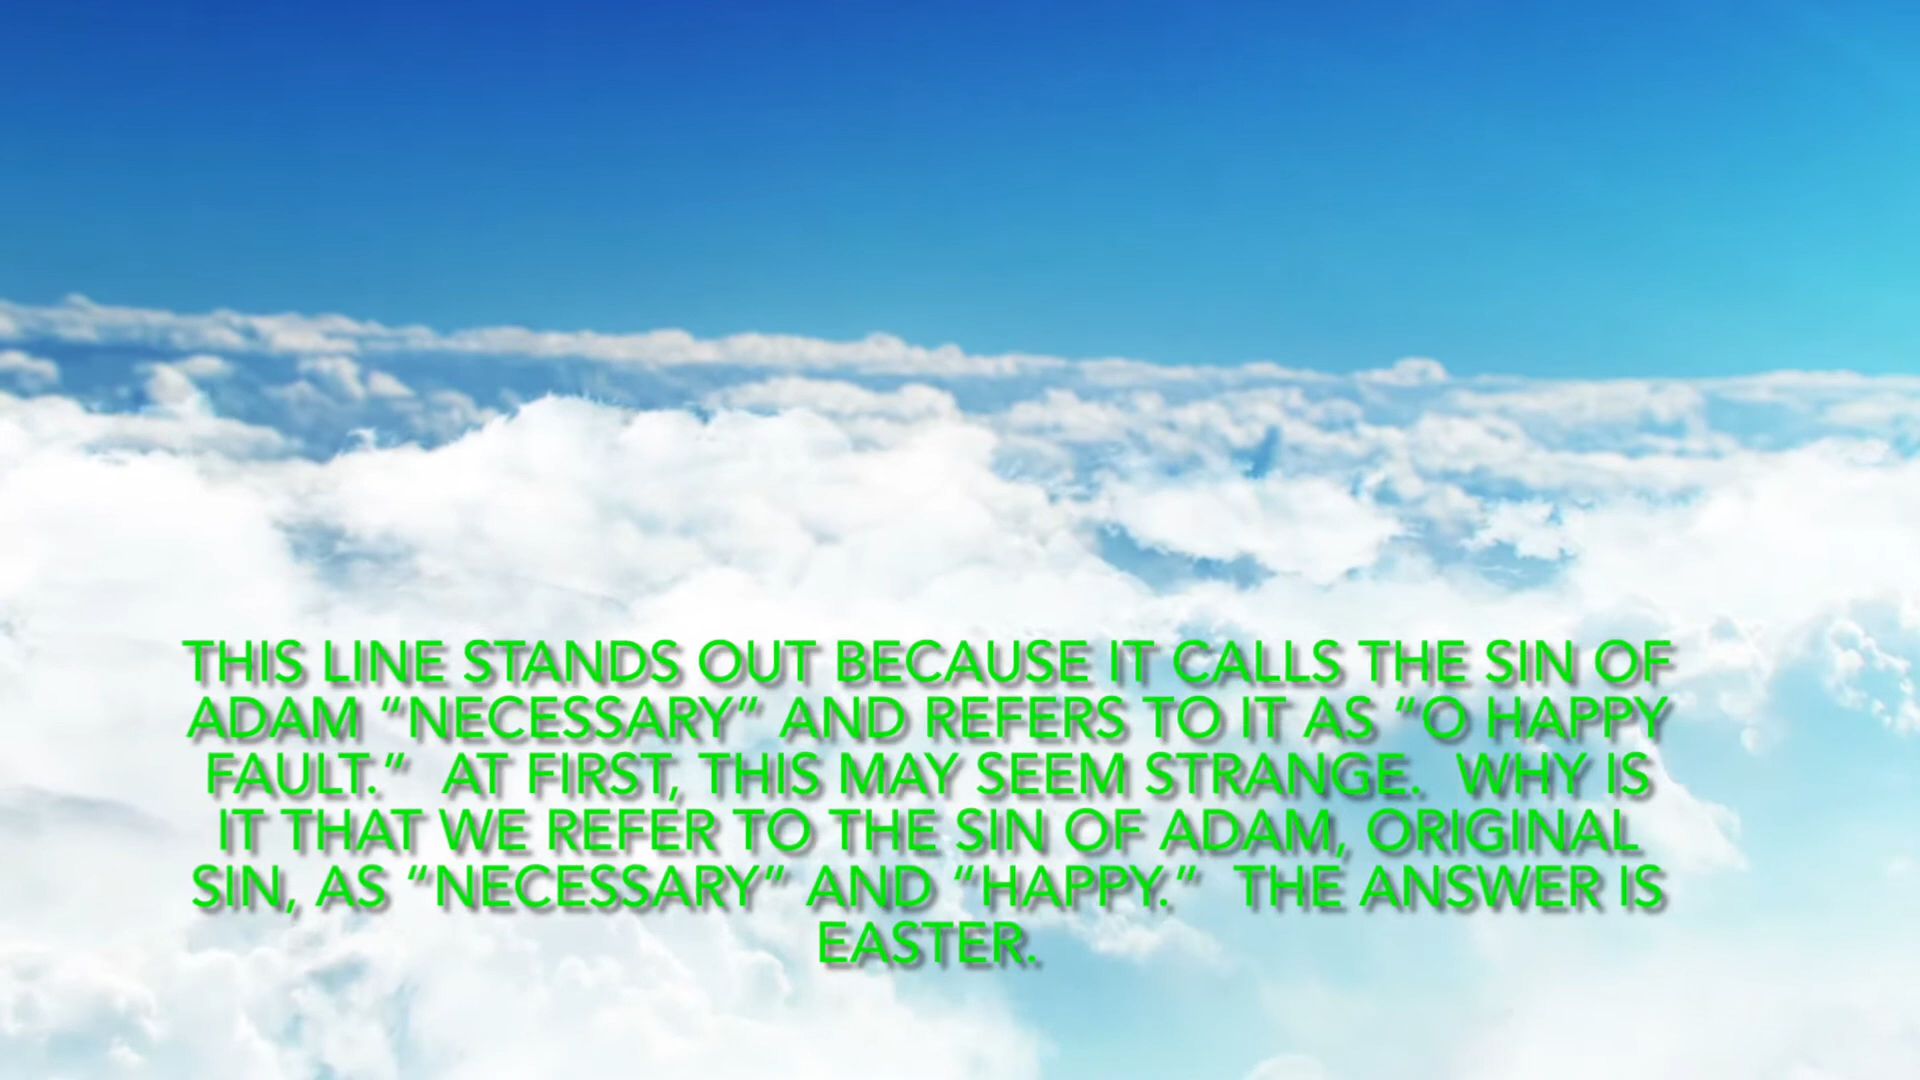 THIS LINE STANDS OUT BECAUSE IT CALLS THE SIN OF
ADAM “NECESSARY” AND REFERS TO IT AS “O HAPPY
FAULT.”  AT FIRST, THIS MAY SEEM STRANGE.  WHY IS
IT THAT WE REFER TO THE SIN OF ADAM, ORIGINAL
SIN, AS “NECESSARY” AND “HAPPY.”  THE ANSWER IS
EASTER.